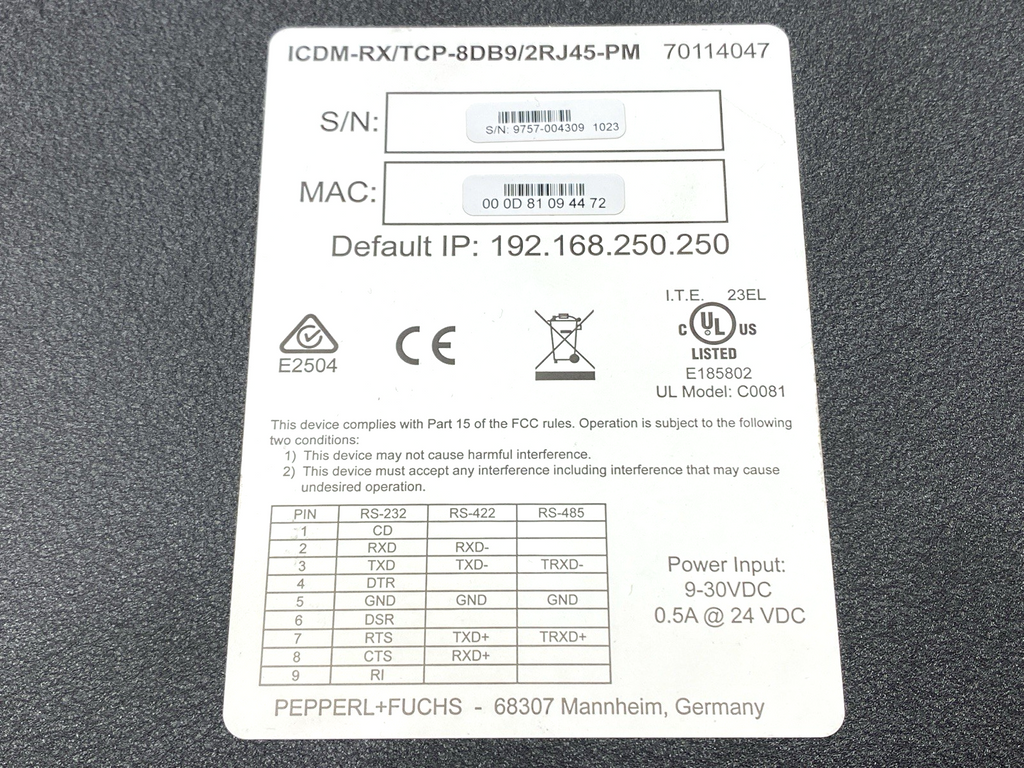 ICDM-RX/TCP-8DB9/2RJ45-PM 70114047
S/N:
S/N: 9757-004309 1023
MAC:
00 0D 81 09 44 72
Default IP: 192.168.250.250
I.T.E. 23EL
C UL US
LISTED
E2504
CE
E185802
UL Model: C0081
This device complies with Part 15 of the FCC rules. Operation is subject to the following
two conditions:
1) This device may not cause harmful interference.
2) This device must accept any interference including interference that may cause
undesired operation.
PIN RS-232 RS-422 RS-485
1 CD
2 RXD RXD-
3 TXD TXD- TRXD-
4 DTR
5 GND GND GND
6 DSR
7 RTS TXD+ TRXD+
8 CTS RXD+
9 RI
Power Input:
9-30VDC
0.5A @ 24 VDC
PEPPERL+FUCHS - 68307 Mannheim, Germany